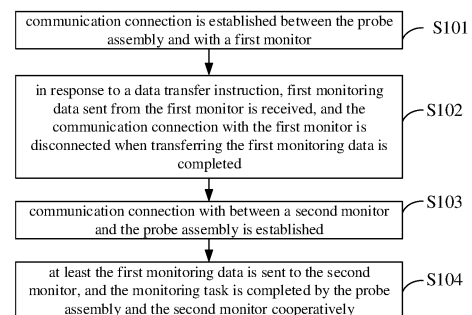 communication connection is established between the probe
assembly and with a first monitor
S101
in response to a data transfer instruction, first monitoring
data sent from the first monitor is received, and the
communication connection with the first monitor is
disconnected when transferring the first monitoring data is
completed
S102
communication connection with between a second monitor
and the probe assembly is established
S103
at least the first monitoring data is sent to the second
monitor, and the monitoring task is completed by the probe
assembly and the second monitor cooperatively
S104